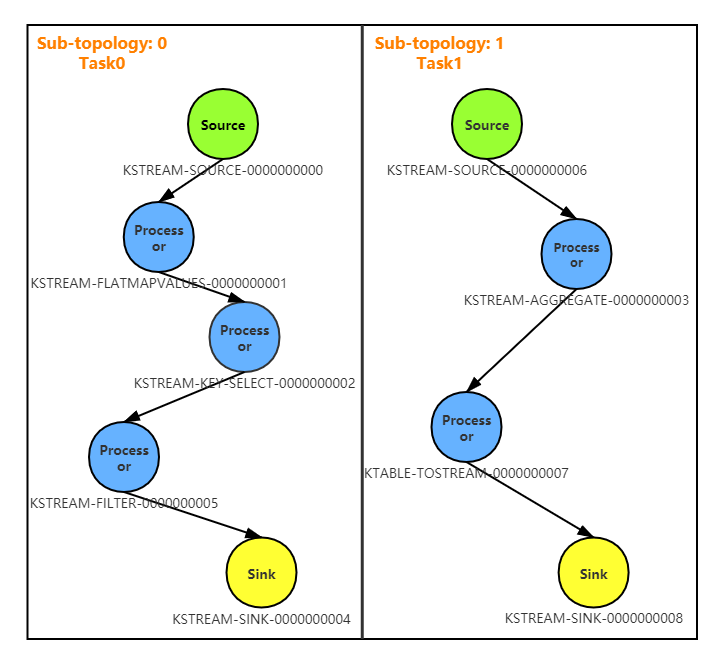 Sub-topology: 0
Task0
Source
KSTREAM-SOURCE-0000000000
Process
or
KSTREAM-FLATMAPVALUES-0000000001
Process
or
KSTREAM-KEY-SELECT-0000000002
Process
or
KSTREAM-FILTER-0000000005
Sink
KSTREAM-SINK-0000000004
Sub-topology: 1
Task1
Source
KSTREAM-SOURCE-0000000006
Process
or
KSTREAM-AGGREGATE-0000000003
Process
or
KTABLE-TOSTREAM-0000000007
Sink
KSTREAM-SINK-0000000008